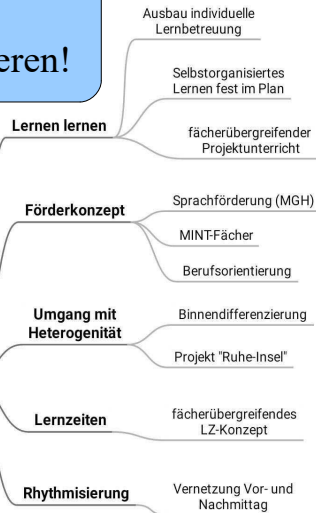 eren!
Ausbau individuelle
Lernbetreuung
Selbstorganisiertes
Lernen fest im Plan
Lernen lernen
fächerübergreifender
Projektunterricht
Förderkonzept
Sprachförderung (MGH)
MINT-Fächer
Berufsorientierung
Umgang mit
Heterogenität
Binnendifferenzierung
Projekt "Ruhe-Insel"
Lernzeiten
fächerübergreifendes
LZ-Konzept
Rhythmisierung
Vernetzung Vor- und
Nachmittag